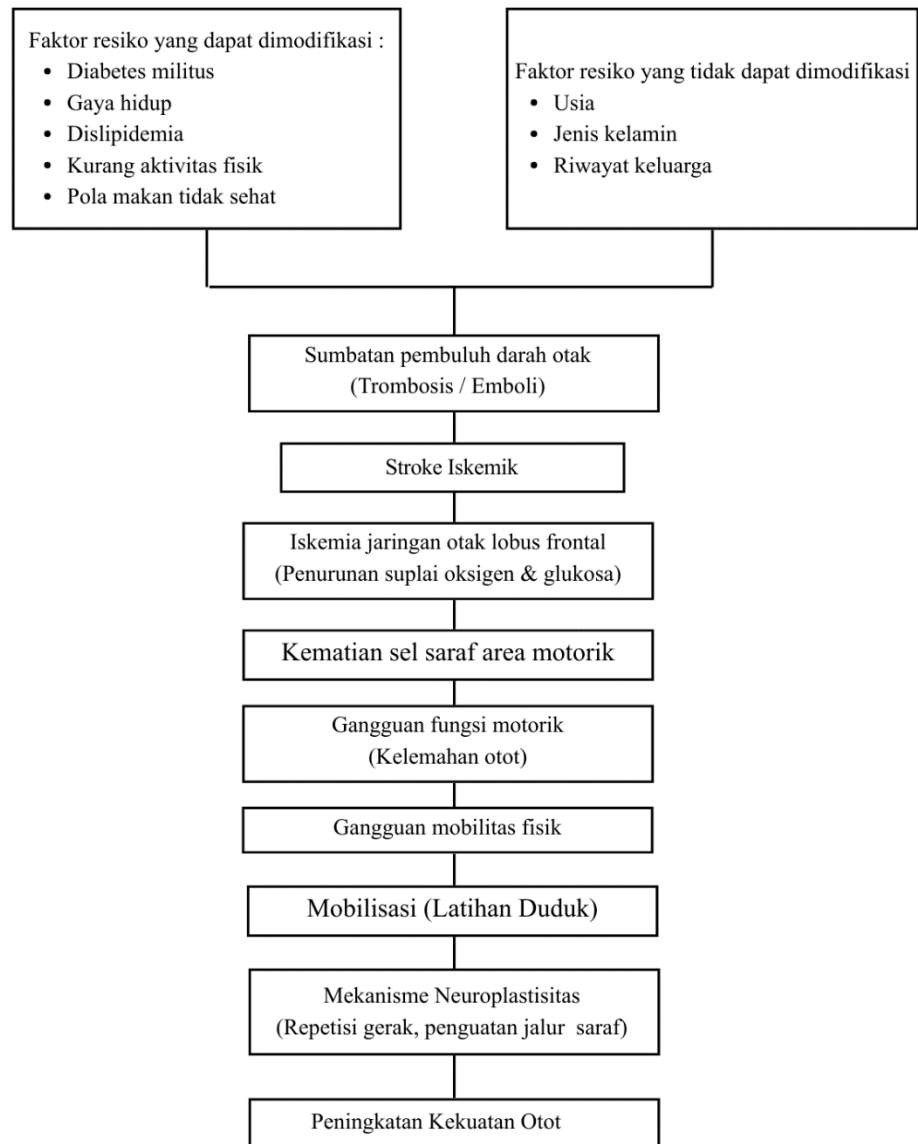 Faktor resiko yang dapat dimodifikasi :
• Diabetes militus
• Gaya hidup
• Dislipidemia
• Kurang aktivitas fisik
• Pola makan tidak sehat
Faktor resiko yang tidak dapat dimodifikasi
• Usia
• Jenis kelamin
• Riwayat keluarga
Sumbatan pembuluh darah otak
(Trombosis / Emboli)
Stroke Iskemik
Iskemia jaringan otak lobus frontal
(Penurunan suplai oksigen & glukosa)
Kematian sel saraf area motorik
Gangguan fungsi motorik
(Kelemahan otot)
Gangguan mobilitas fisik
Mobilisasi (Latihan Duduk)
Mekanisme Neuroplastisitas
(Repetisi gerak, penguatan jalur saraf)
Peningkatan Kekuatan Otot